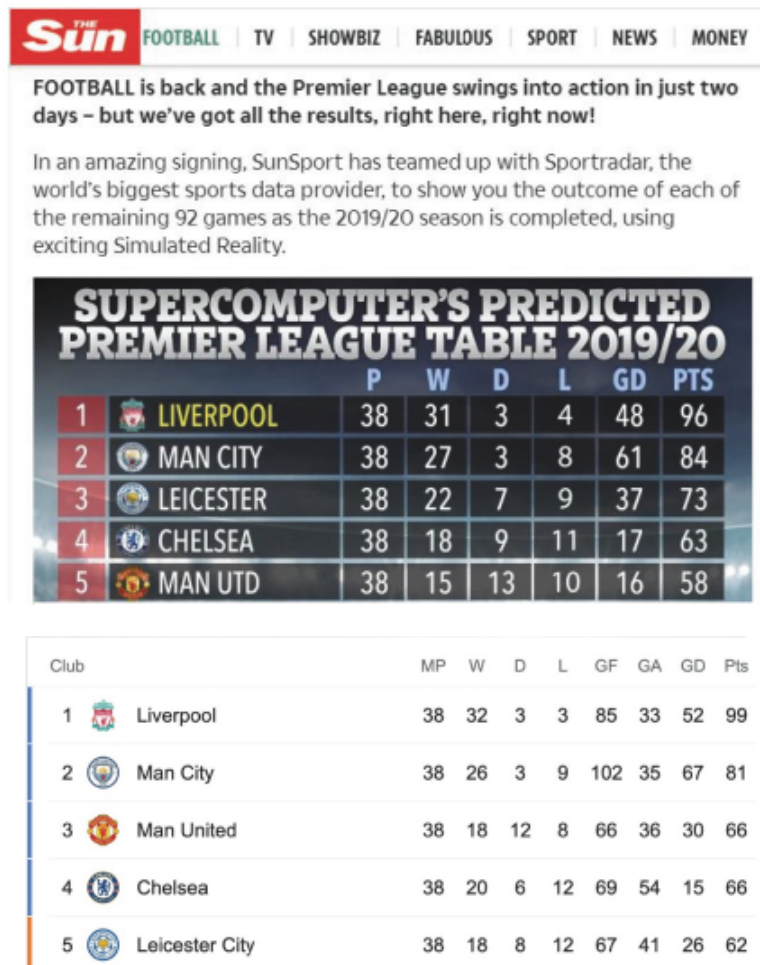 THE Sun FOOTBALL TV SHOWBIZ FABULOUS SPORT NEWS MONEY
FOOTBALL is back and the Premier League swings into action in just two
days – but we've got all the results, right here, right now!
In an amazing signing, SunSport has teamed up with Sportradar, the
world's biggest sports data provider, to show you the outcome of each of
the remaining 92 games as the 2019/20 season is completed, using
exciting Simulated Reality.
SUPERCOMPUTER'S PREDICTED
PREMIER LEAGUE TABLE 2019/20
P W D L GD PTS
1 LIVERPOOL 38 31 3 4 48 96
2 MAN CITY 38 27 3 8 61 84
3 LEICESTER 38 22 7 9 37 73
4 CHELSEA 38 18 9 11 17 63
5 MAN UTD 38 15 13 10 16 58
Club MP W D L GF GA GD Pts
1 Liverpool 38 32 3 3 85 33 52 99
2 Man City 38 26 3 9 102 35 67 81
3 Man United 38 18 12 8 66 36 30 66
4 Chelsea 38 20 6 12 69 54 15 66
5 Leicester City 38 18 8 12 67 41 26 62